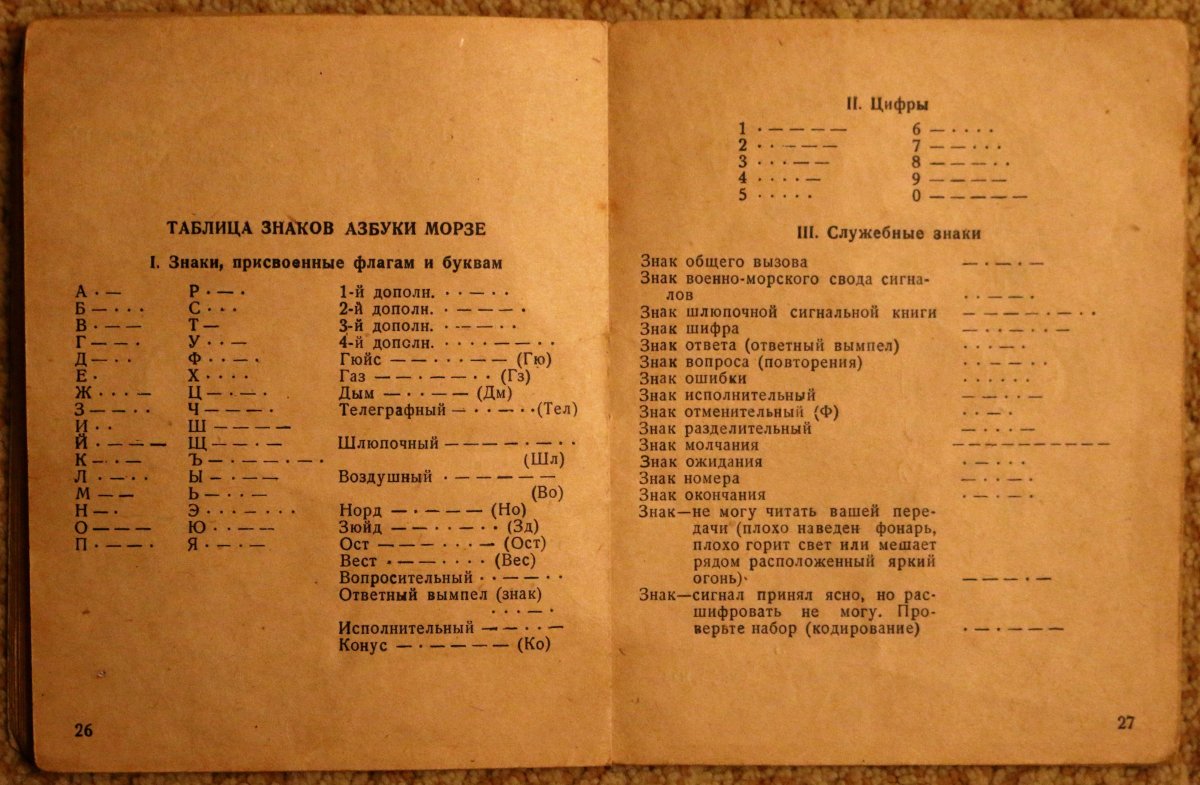 ТАБЛИЦА ЗНАКОВ АЗБУКИ МОРЗЕ
I. Знаки, присвоенные флагам и буквам
А · —
Б — · · ·
В · — —
Г — — ·
Д — · ·
Е ·
Ж · · · —
З — — · ·
И · ·
Й · — — —
К — · —
Л · — · ·
М — —
Н — ·
О — — —
П · — — ·
Р · — ·
С · · ·
Т —
У · · —
Ф · · — ·
Х · · · ·
Ц — · — ·
Ч — — — ·
Ш — — — —
Щ — — · —
Ъ — · — — · — ·
Ы — · — —
Ь — · · —
Э · · — · · ·
Ю · · — —
Я · — · —
1-й дополн. · · — · ·
2-й дополн. · — — — ·
3-й дополн. · — — · ·
4-й дополн. · · · — — —
Гюйс — — · · — — (Гю)
Газ — — · — — · · (Гз)
Дым — · · — — (Дм)
Телеграфный — · · — · · (Тел)
Шлюпочный — — — — · — · ·
(Шл)
Воздушный · — — — — —
(Во)
Норд — · — — — (Но)
Зюйд — — · · — · · (Зд)
Ост — — — · · · — (Ост)
Вест · — — · · · (Вес)
Вопросительный · · — — · ·
Ответный вымпел (знак)
· · · — ·
Исполнительный — — · · —
Конус — · — — — — (Ко)
26
II. Цифры
1 · — — — —
2 · · — — —
3 · · · — —
4 · · · · —
5 · · · · ·
6 — · · · ·
7 — — · · ·
8 — — — · ·
9 — — — —
0 — — — — —
III. Служебные знаки
Знак общего вызова — · — · —
Знак военно-морского свода сигна-
лов · · — — ·
Знак шлюпочной сигнальной книги — — — — · — · ·
Знак шифра — · · — · —
Знак ответа (ответный вымпел) · · · — ·
Знак вопроса (повторения) · · — — · ·
Знак ошибки · · · · · ·
Знак исполнительный — — · · —
Знак отменительный (Ф) · · — ·
Знак разделительный — · · · —
Знак молчания — — — — — — — — —
Знак ожидания · — · · ·
Знак номера — · · — ·
Знак окончания · — · — ·
Знак—не могу читать вашей пере-
дачи (плохо наведен фонарь,
плохо горит свет или мешает
рядом расположенный яркий
огонь) — — — · —
Знак—сигнал принял ясно, но рас-
шифровать не могу. Про-
верьте набор (кодирование) · — · — — —
27